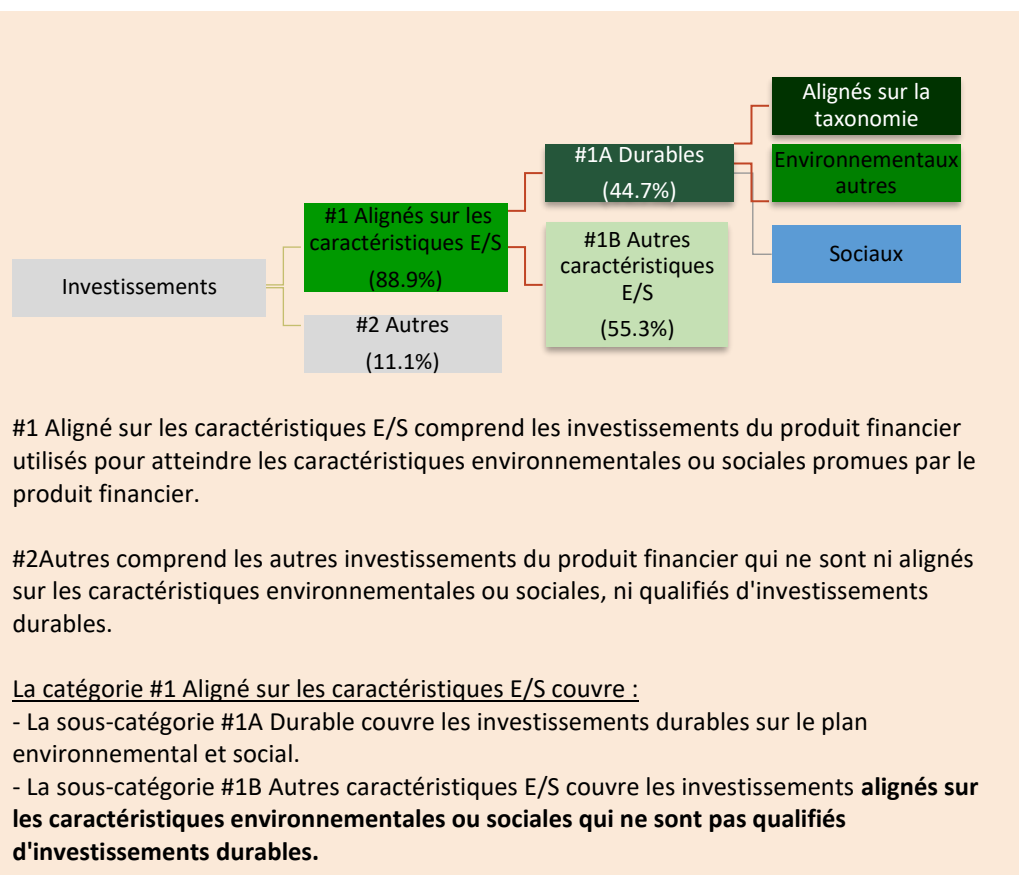 Alignés sur la
taxonomie
#1A Durables
(44.7%)
Environnementaux
autres
#1 Alignés sur les
caractéristiques E/S
(88.9%)
#1B Autres
caractéristiques
E/S
(55.3%)
Sociaux
Investissements
#2 Autres
(11.1%)
#1 Aligné sur les caractéristiques E/S comprend les investissements du produit financier
utilisés pour atteindre les caractéristiques environnementales ou sociales promues par le
produit financier.
#2Autres comprend les autres investissements du produit financier qui ne sont ni alignés
sur les caractéristiques environnementales ou sociales, ni qualifiés d'investissements
durables.
La catégorie #1 Aligné sur les caractéristiques E/S couvre :
- La sous-catégorie #1A Durable couvre les investissements durables sur le plan
environnemental et social.
- La sous-catégorie #1B Autres caractéristiques E/S couvre les investissements alignés sur
les caractéristiques environnementales ou sociales qui ne sont pas qualifiés
d'investissements durables.